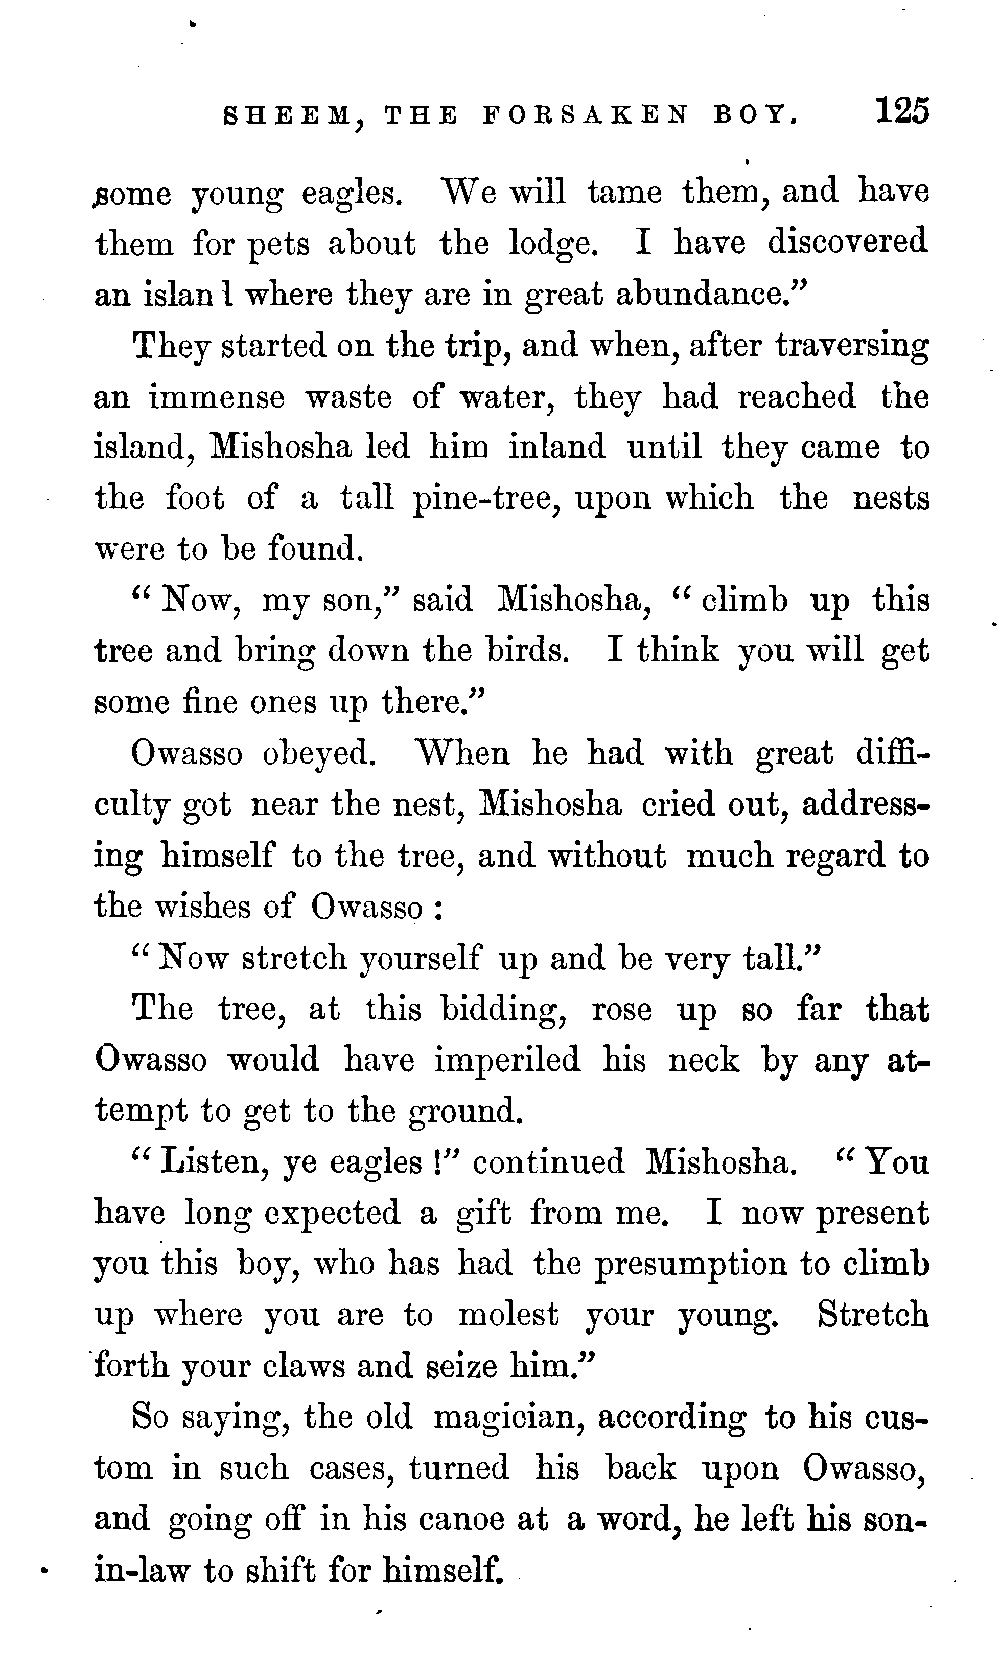 SHEEM, THE FORSAKEN BOY. 125
some young eagles. We will tame them, and have
them for pets about the lodge. I have discovered
an islan l where they are in great abundance.”
They started on the trip, and when, after traversing
an immense waste of water, they had reached the
island, Mishosha led him inland until they came to
the foot of a tall pine-tree, upon which the nests
were to be found.
“ Now, my son,” said Mishosha, “ climb up this
tree and bring down the birds. I think you will get
some fine ones up there.”
Owasso obeyed. When he had with great diffi-
culty got near the nest, Mishosha cried out, address-
ing himself to the tree, and without much regard to
the wishes of Owasso :
“ Now stretch yourself up and be very tall.”
The tree, at this bidding, rose up so far that
Owasso would have imperiled his neck by any at-
tempt to get to the ground.
“ Listen, ye eagles !” continued Mishosha. “ You
have long expected a gift from me. I now present
you this boy, who has had the presumption to climb
up where you are to molest your young. Stretch
forth your claws and seize him.”
So saying, the old magician, according to his cus-
tom in such cases, turned his back upon Owasso,
and going off in his canoe at a word, he left his son-
in-law to shift for himself.